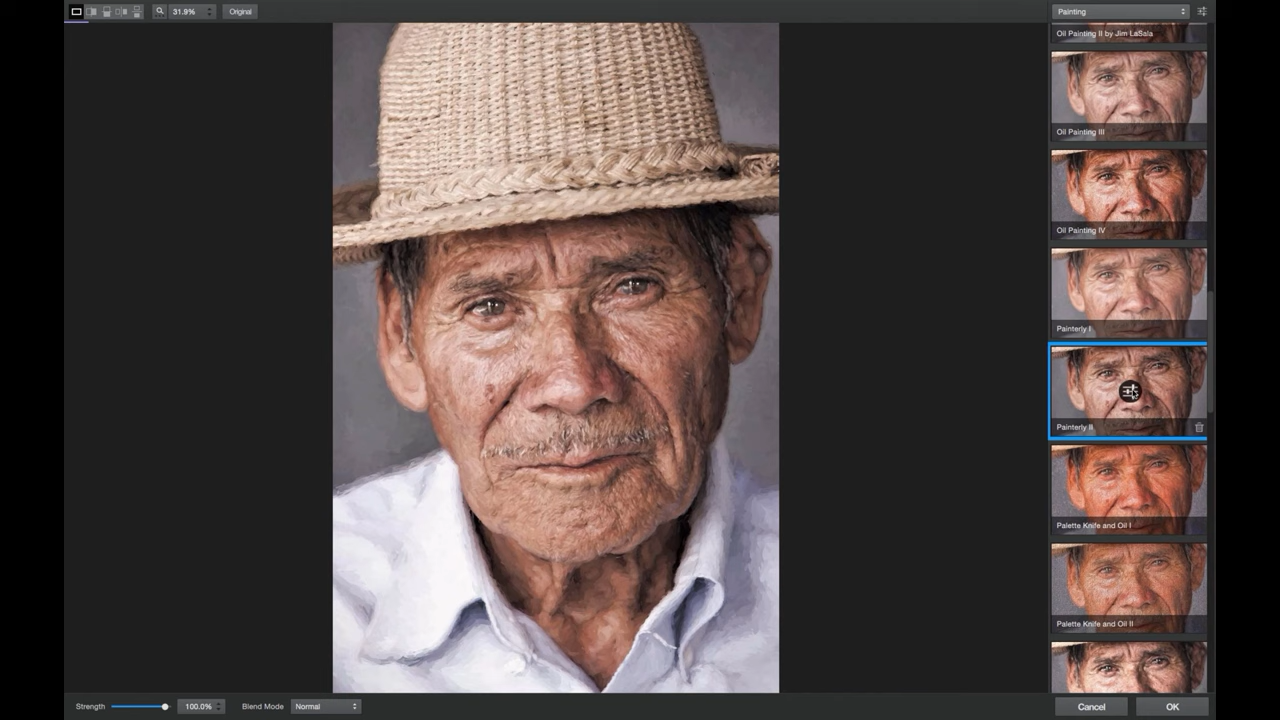 31.9%
Original
Painting
Oil Painting II by Jim LaSala
Oil Painting III
Oil Painting IV
Painterly I
Painterly II
Palette Knife and Oil I
Palette Knife and Oil II
Strength
100.0%
Blend Mode
Normal
Cancel
OK